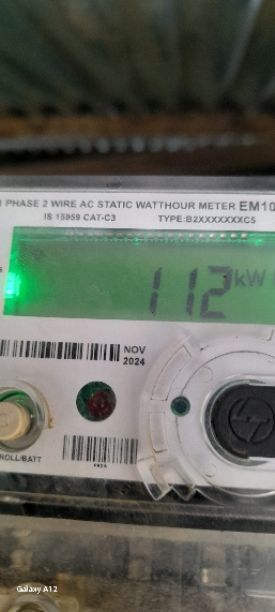 PHASE 2 WIRE AC STATIC WATTHOUR METER EM10
IS 15959 CAT-C3 TYPE:B2XXXXXXXC5
112 kW
NOV
2024
ROLL/BATT
Galaxy A12